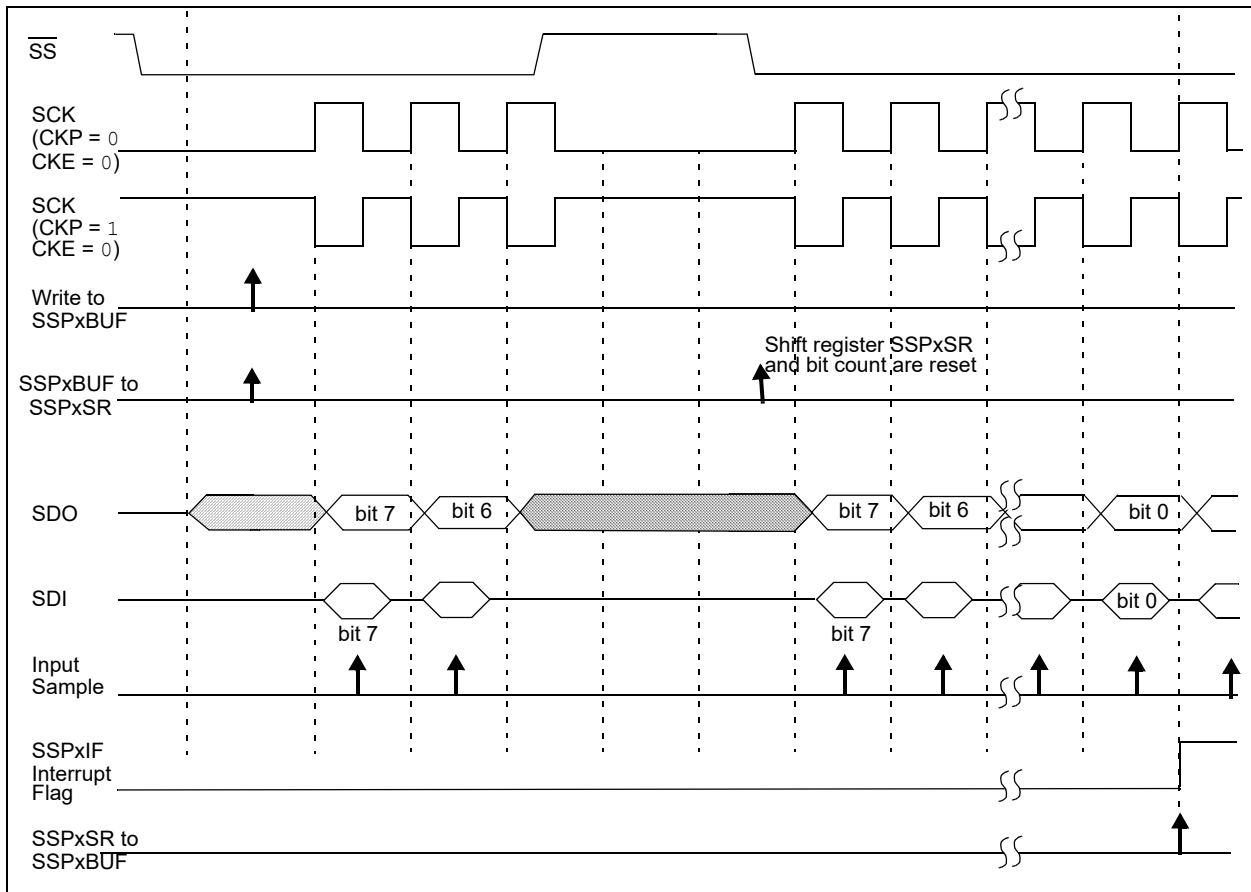 SS
SCK
(CKP = 0
CKE = 0)
SCK
(CKP = 1
CKE = 0)
Write to
SSPxBUF
Shift register SSPxSR
and bit count are reset
SSPxBUF to
SSPxSR
SDO
bit 7
bit 6
bit 7
bit 6
bit 0
SDI
bit 0
bit 7
bit 7
Input
Sample
SSPxIF
Interrupt
Flag
SSPxSR to
SSPxBUF